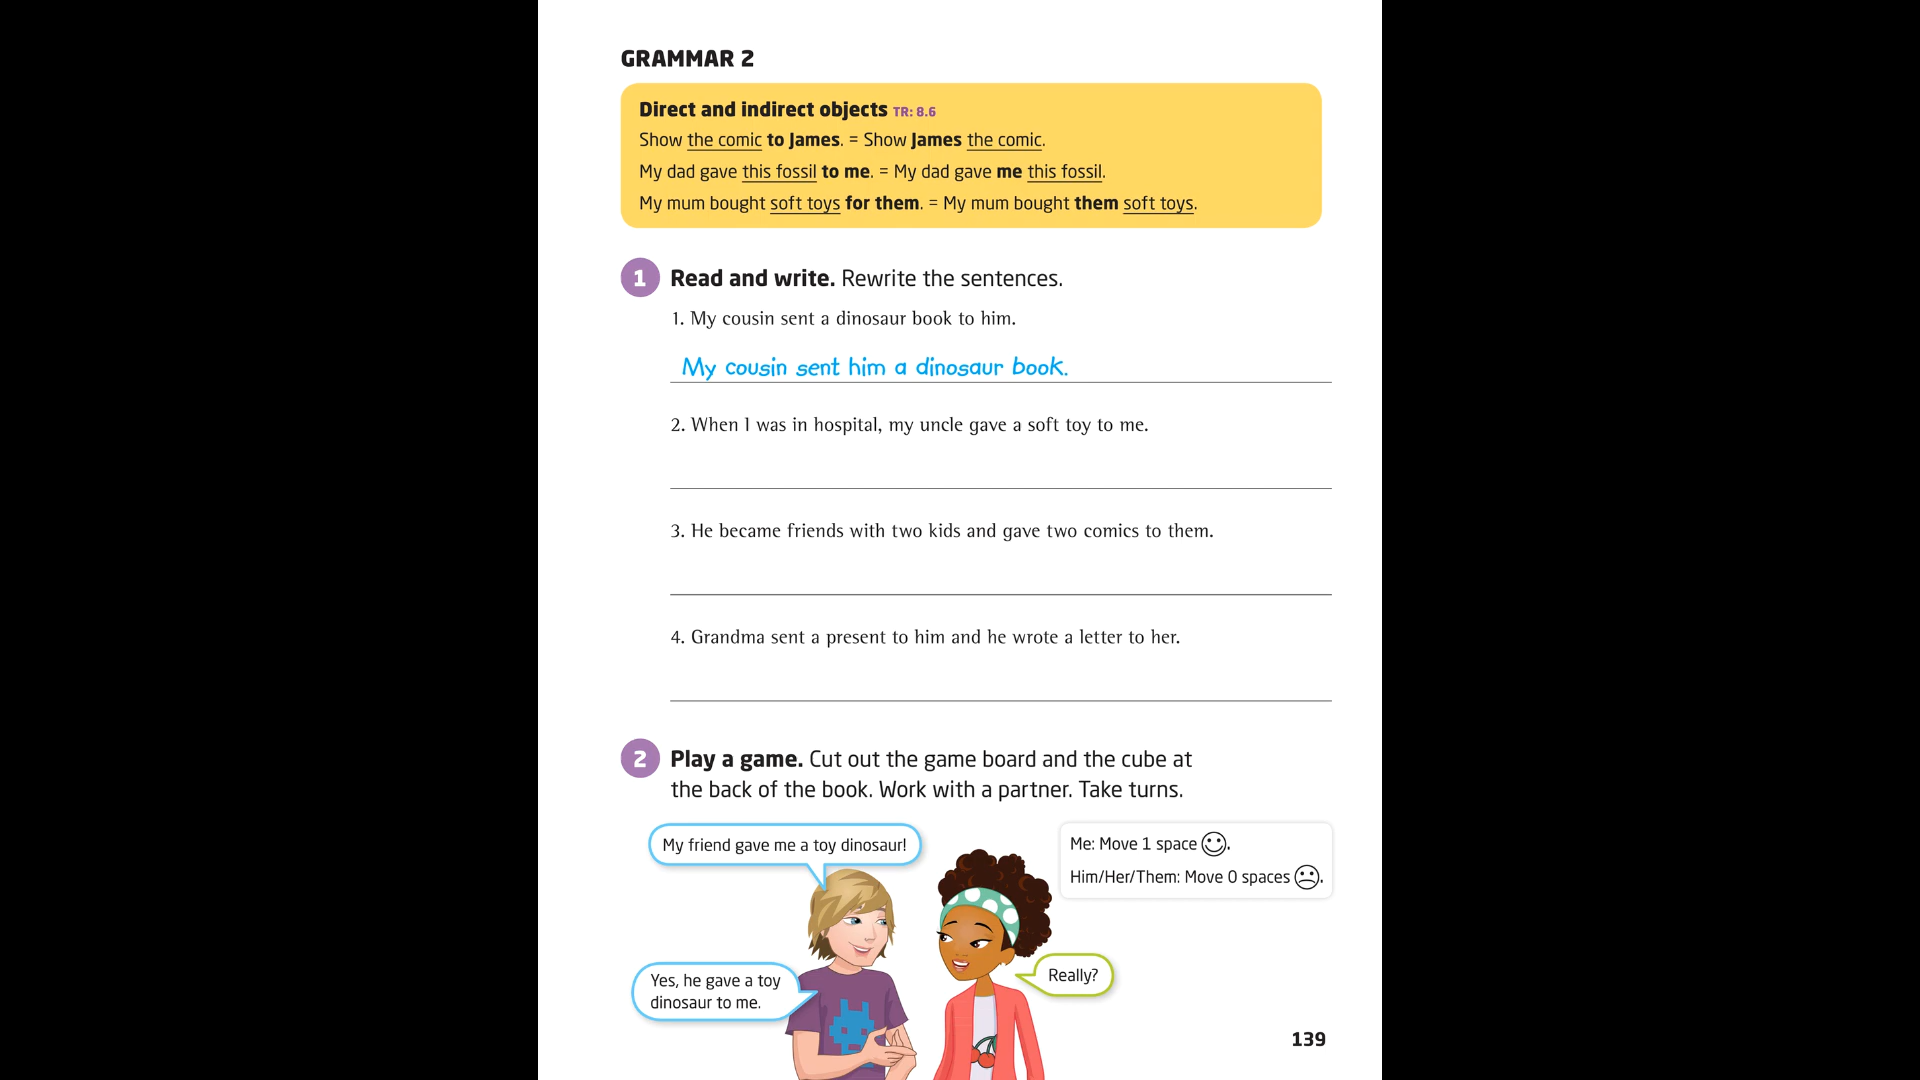 GRAMMAR 2
Direct and indirect objects TR: 8.6
Show the comic to James. = Show James the comic.
My dad gave this fossil to me. = My dad gave me this fossil.
My mum bought soft toys for them. = My mum bought them soft toys.
1 Read and write. Rewrite the sentences.
1. My cousin sent a dinosaur book to him.
My cousin sent him a dinosaur book.
2. When I was in hospital, my uncle gave a soft toy to me.
3. He became friends with two kids and gave two comics to them.
4. Grandma sent a present to him and he wrote a letter to her.
2 Play a game. Cut out the game board and the cube at
the back of the book. Work with a partner. Take turns.
My friend gave me a toy dinosaur!
Me: Move 1 space .
Him/Her/Them: Move 0 spaces .
Really?
Yes, he gave a toy
dinosaur to me.
139